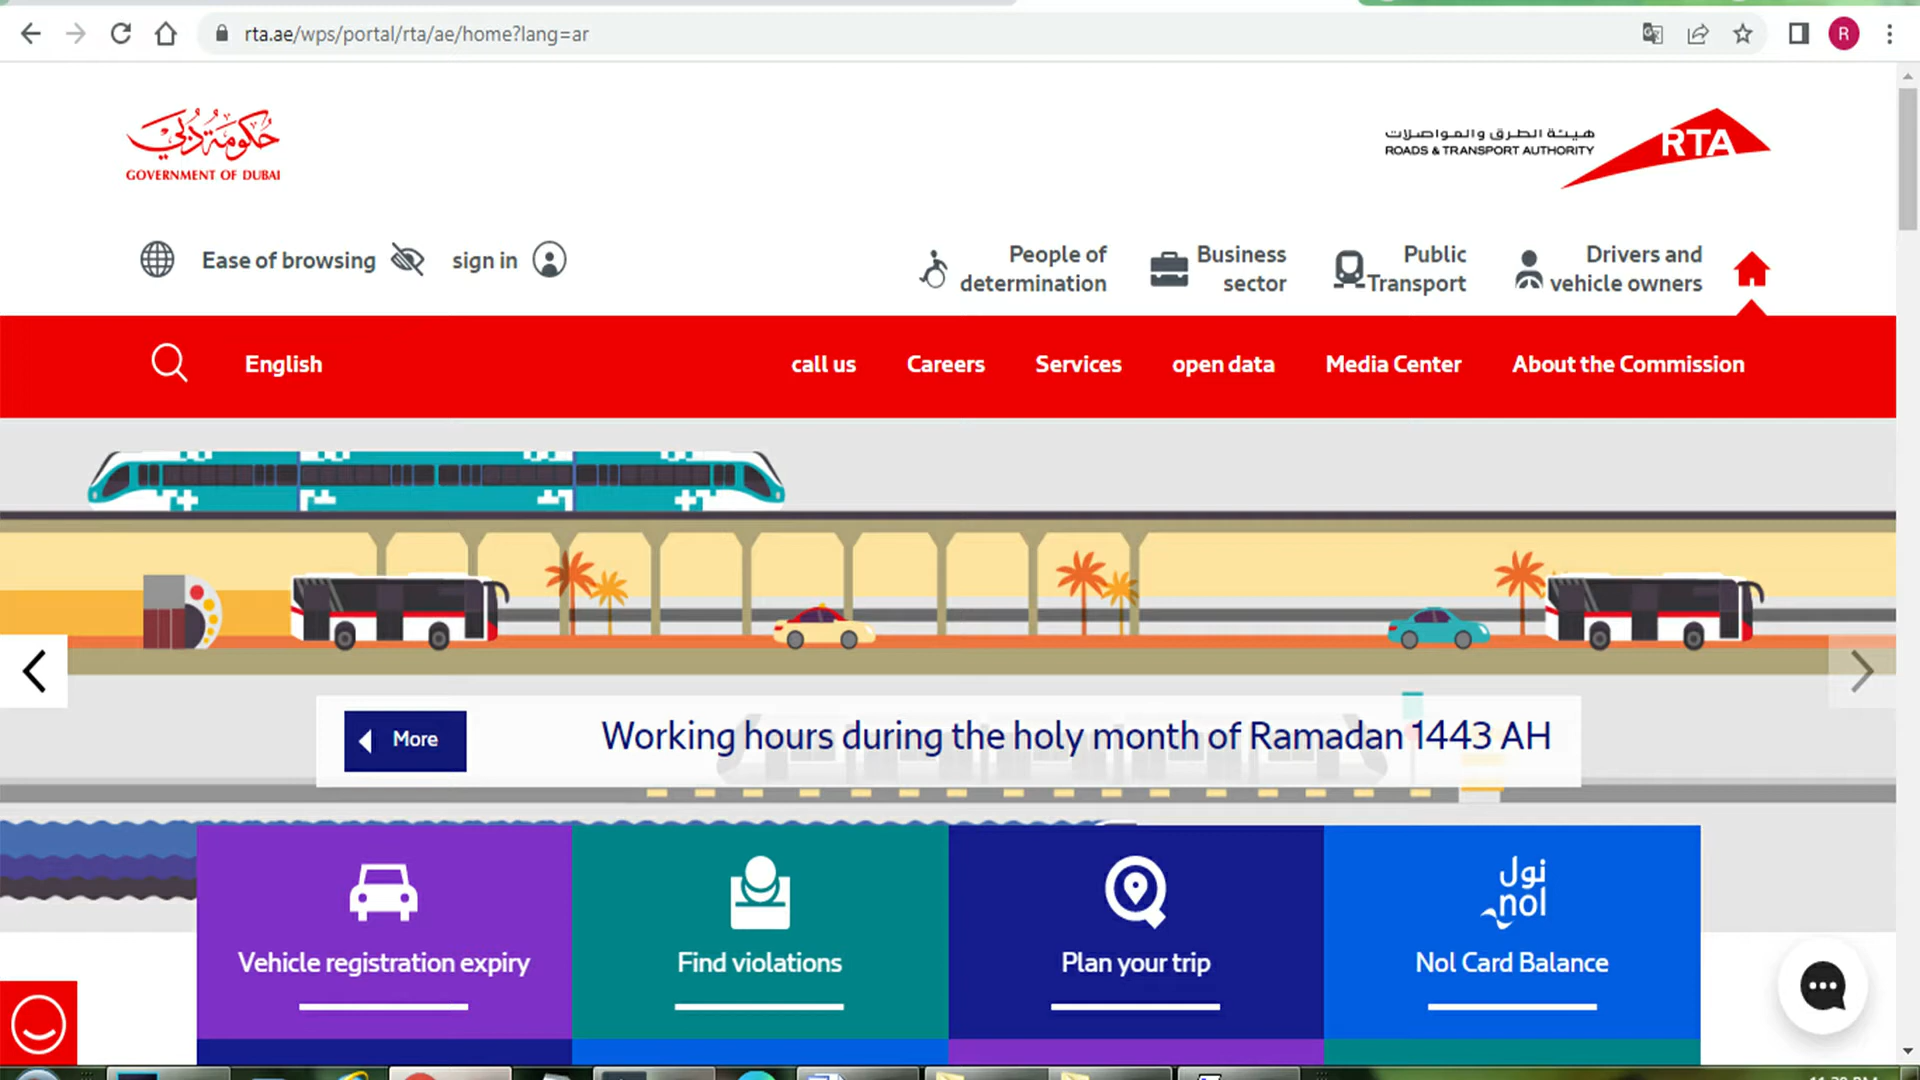 rta.ae/wps/portal/rta/ae/home?lang=ar
R
حكومة دبي
GOVERNMENT OF DUBAI
هيئة الطرق والمواصلات
ROADS & TRANSPORT AUTHORITY
RTA
Ease of browsing
sign in
People of
determination
Business
sector
Public
Transport
Drivers and
vehicle owners
English
call us
Careers
Services
open data
Media Center
About the Commission
More
Working hours during the holy month of Ramadan 1443 AH
نول
nol
Vehicle registration expiry
Find violations
Plan your trip
Nol Card Balance